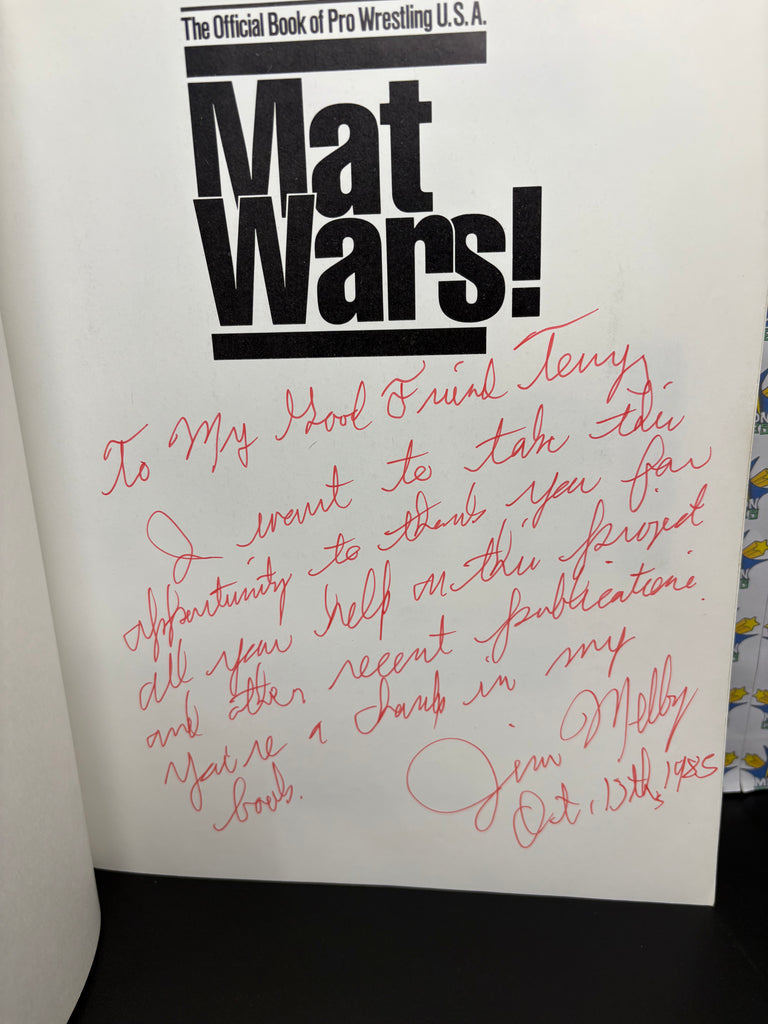 The Official Book of Pro Wrestling U.S.A.
Mat
Wars!
To My Good Friend Terry,
I want to take this
opportunity to thank you for
all your help on this project
and other recent publications.
You're a champ in my
book.
Jim Melby
Oct. 13th, 1985